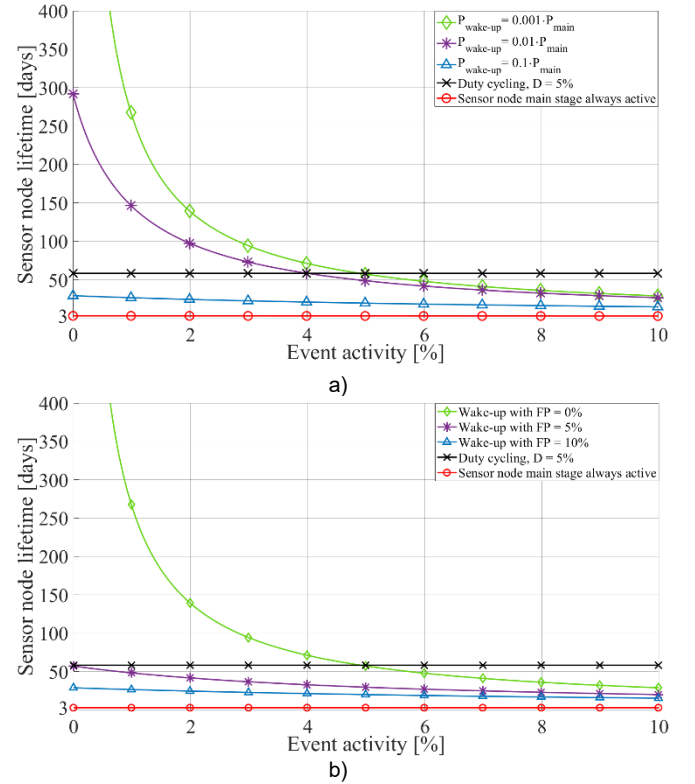 400
350
300
250
200
150
100
50
3
0
2
4
6
8
10
Sensor node lifetime [days]
Event activity [%]
P_wake-up = 0.001·P_main
P_wake-up = 0.01·P_main
P_wake-up = 0.1·P_main
Duty cycling, D = 5%
Sensor node main stage always active
a)
400
350
300
250
200
150
100
50
3
0
2
4
6
8
10
Sensor node lifetime [days]
Event activity [%]
Wake-up with FP = 0%
Wake-up with FP = 5%
Wake-up with FP = 10%
Duty cycling, D = 5%
Sensor node main stage always active
b)